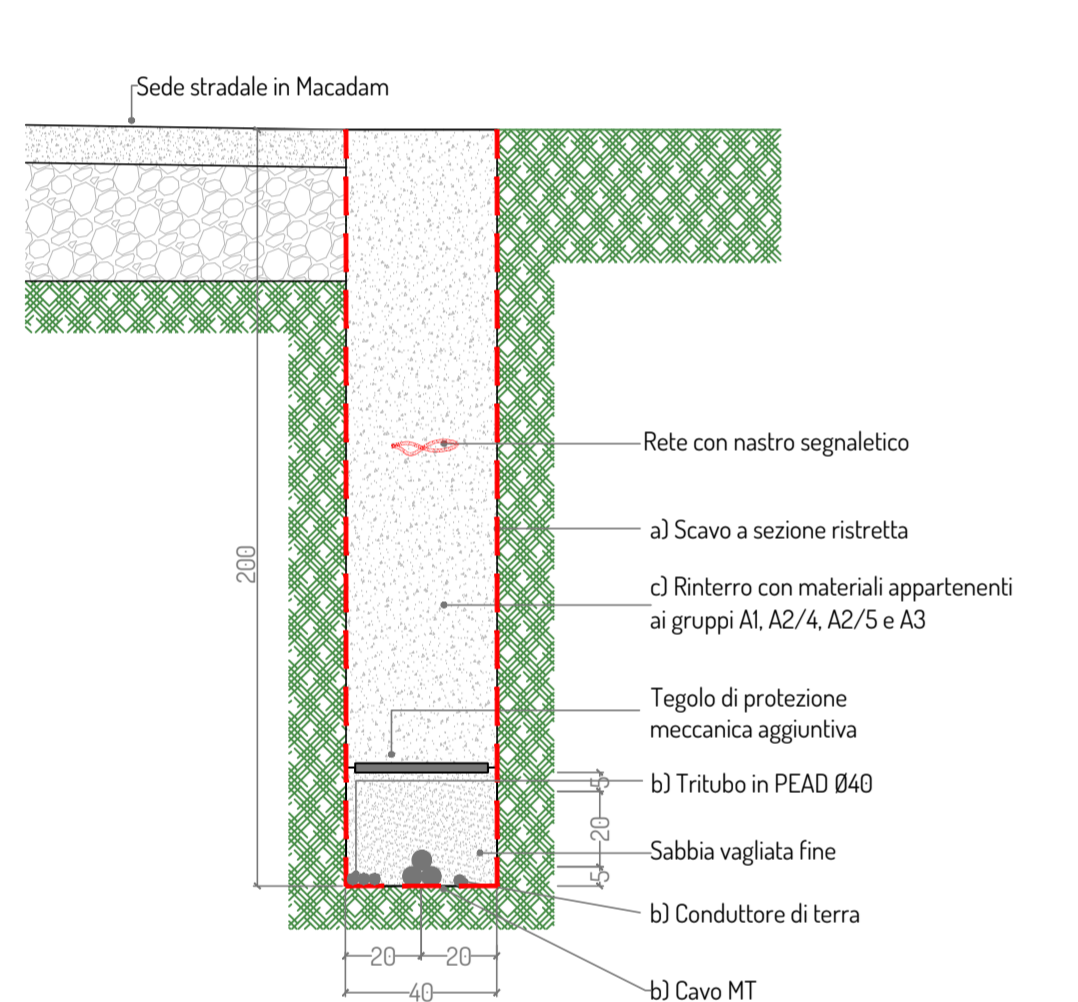 Sede stradale in Macadam
Rete con nastro segnaletico
200
a) Scavo a sezione ristretta
c) Rinterro con materiali appartenenti
ai gruppi A1, A2/4, A2/5 e A3
Tegolo di protezione
meccanica aggiuntiva
5
b) Tritubo in PEAD Ø40
20
Sabbia vagliata fine
5
b) Conduttore di terra
20
20
40
b) Cavo MT